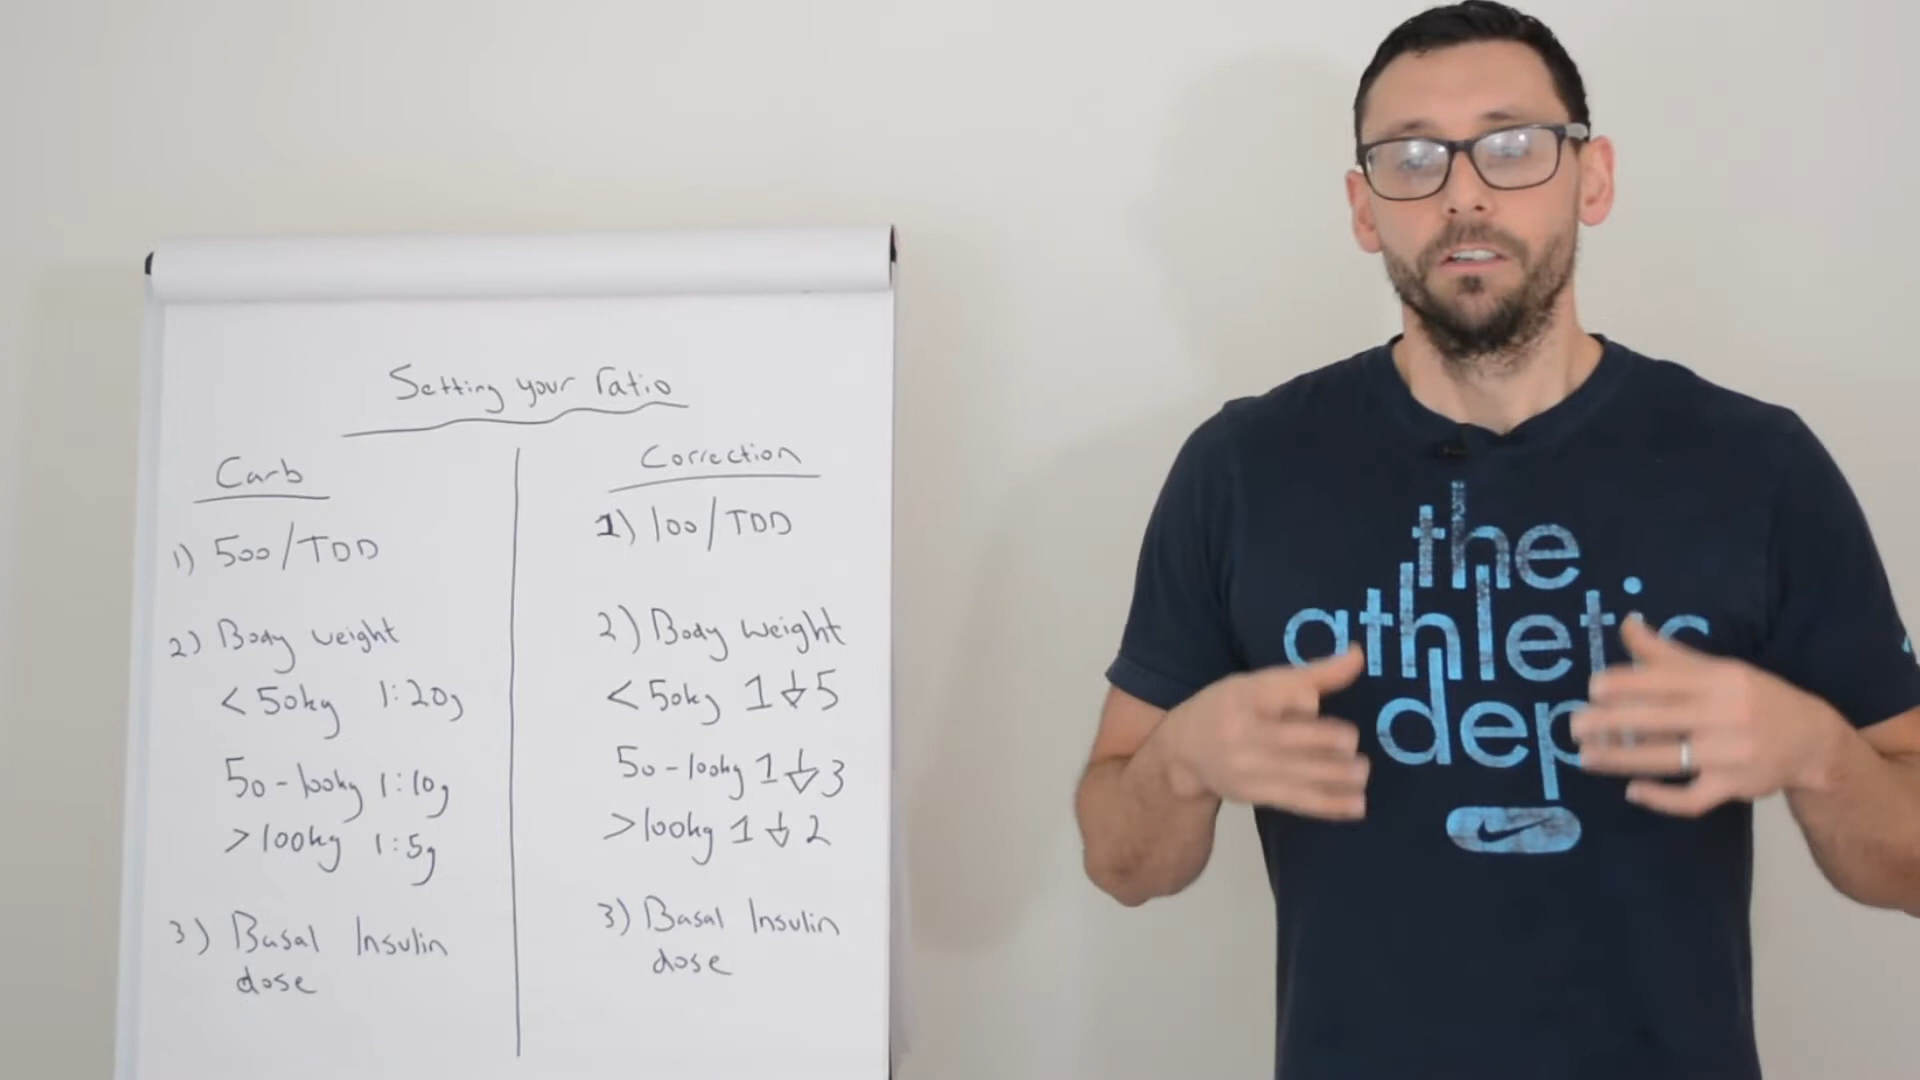 Setting your ratio
Carb
1) 500/TDD
2) Body weight
< 50kg 1:20g
50-100kg 1:10g
>100kg 1:5g
3) Basal Insulin
dose
Correction
1) 100/TDD
2) Body weight
< 50kg 1↓5
50-100kg 1↓3
>100kg 1↓2
3) Basal Insulin
dose
the
athletic
dep